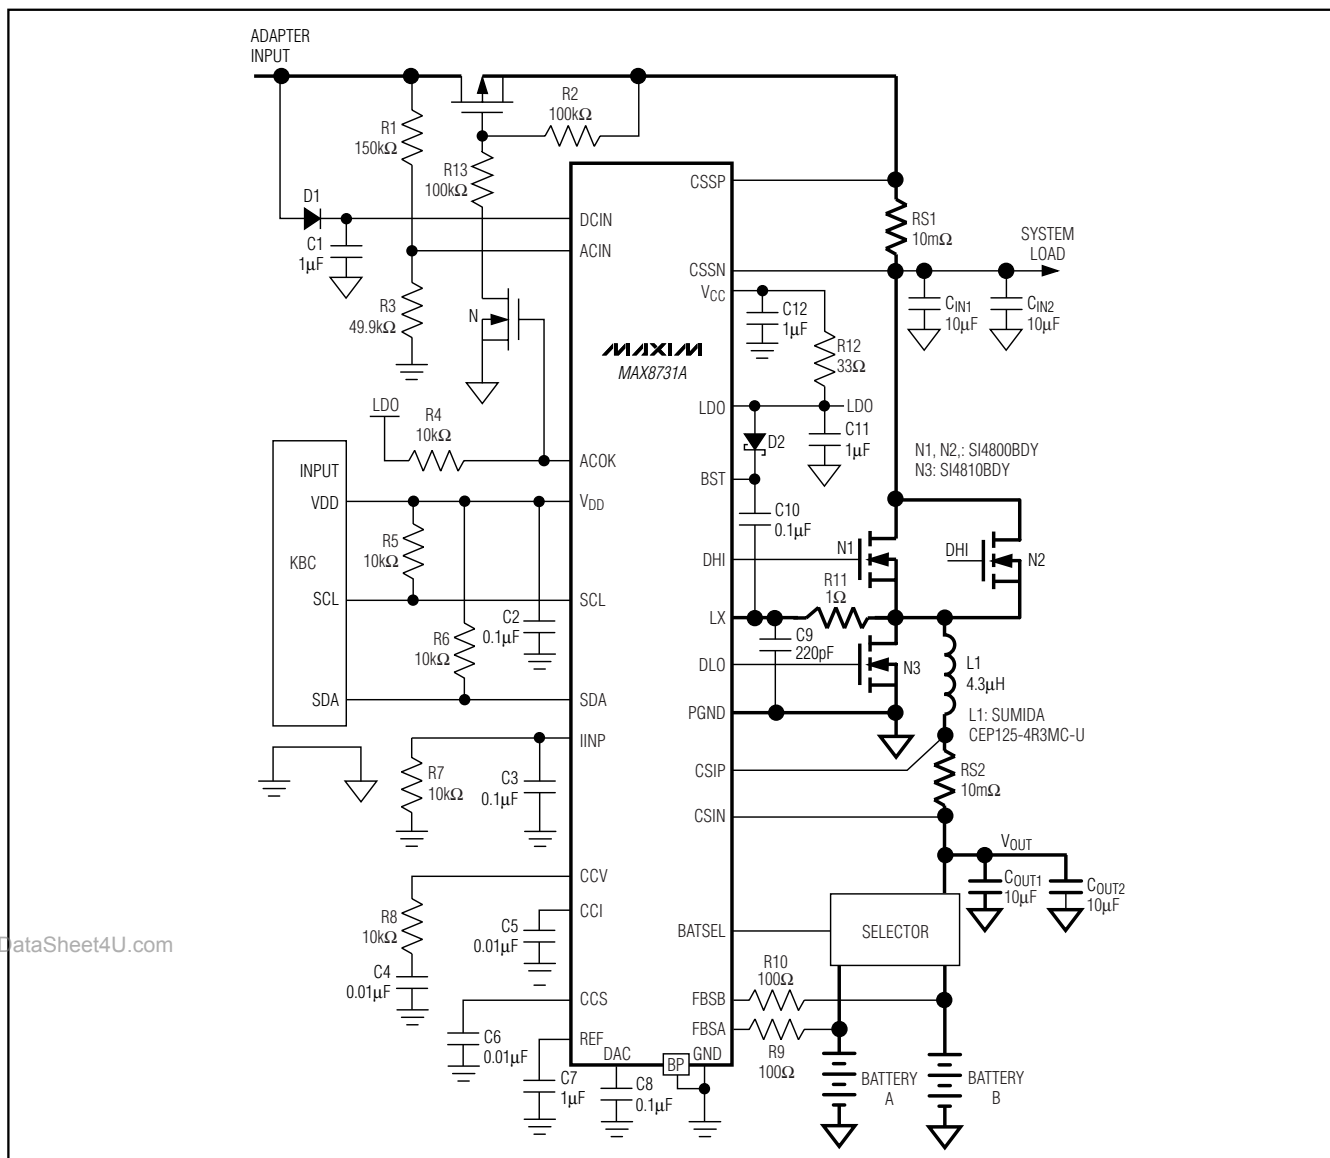 ADAPTER
INPUT
R1
150kΩ
R2
100kΩ
R13
100kΩ
D1
C1
1µF
R3
49.9kΩ
N
DCIN
ACIN
CSSP
CSSN
VCC
RS1
10mΩ
SYSTEM
LOAD
CIN1
10µF
CIN2
10µF
C12
1µF
R12
33Ω
MAXIM
MAX8731A
LDO
LDO
C11
1µF
D2
BST
C10
0.1µF
N1, N2,: SI4800BDY
N3: SI4810BDY
LDO
R4
10kΩ
ACOK
INPUT
VDD
KBC
SCL
SDA
VDD
R5
10kΩ
SCL
R6
10kΩ
C2
0.1µF
SDA
DHI
N1
DHI
N2
R11
1Ω
LX
C9
220pF
DLO
N3
PGND
L1
4.3µH
L1: SUMIDA
CEP125-4R3MC-U
IINP
R7
10kΩ
C3
0.1µF
CSIP
RS2
10mΩ
CSIN
VOUT
COUT1
10µF
COUT2
10µF
CCV
CCI
R8
10kΩ
C5
0.01µF
C4
0.01µF
BATSEL
SELECTOR
DataSheet4U.com
CCS
C6
0.01µF
REF
C7
1µF
DAC
C8
0.1µF
BP
GND
FBSB
R10
100Ω
FBSA
R9
100Ω
BATTERY
A
BATTERY
B